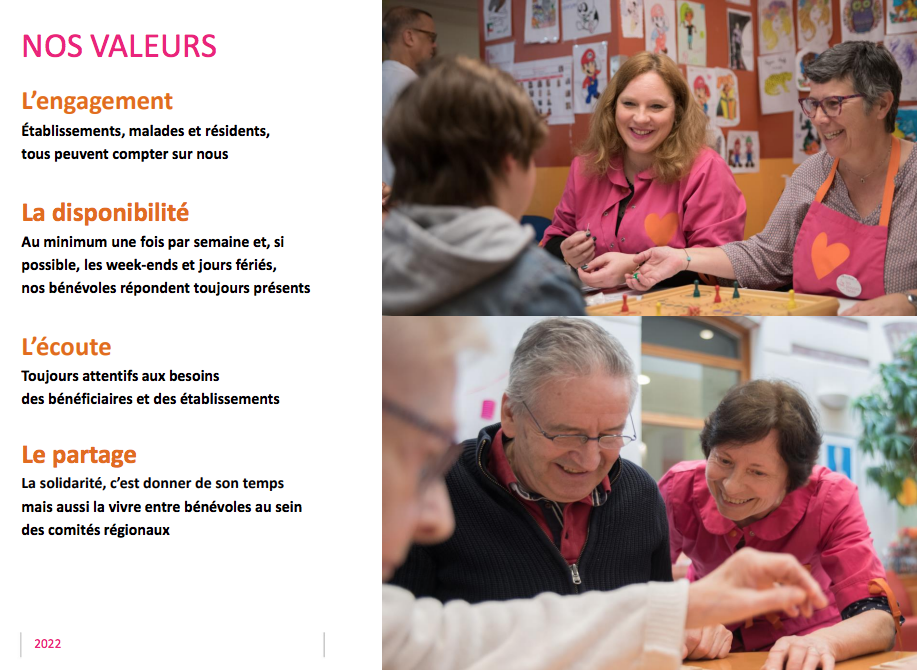 NOS VALEURS
L'engagement
Établissements, malades et résidents,
tous peuvent compter sur nous
La disponibilité
Au minimum une fois par semaine et, si
possible, les week-ends et jours fériés,
nos bénévoles répondent toujours présents
L'écoute
Toujours attentifs aux besoins
des bénéficiaires et des établissements
Le partage
La solidarité, c'est donner de son temps
mais aussi la vivre entre bénévoles au sein
des comités régionaux
2022